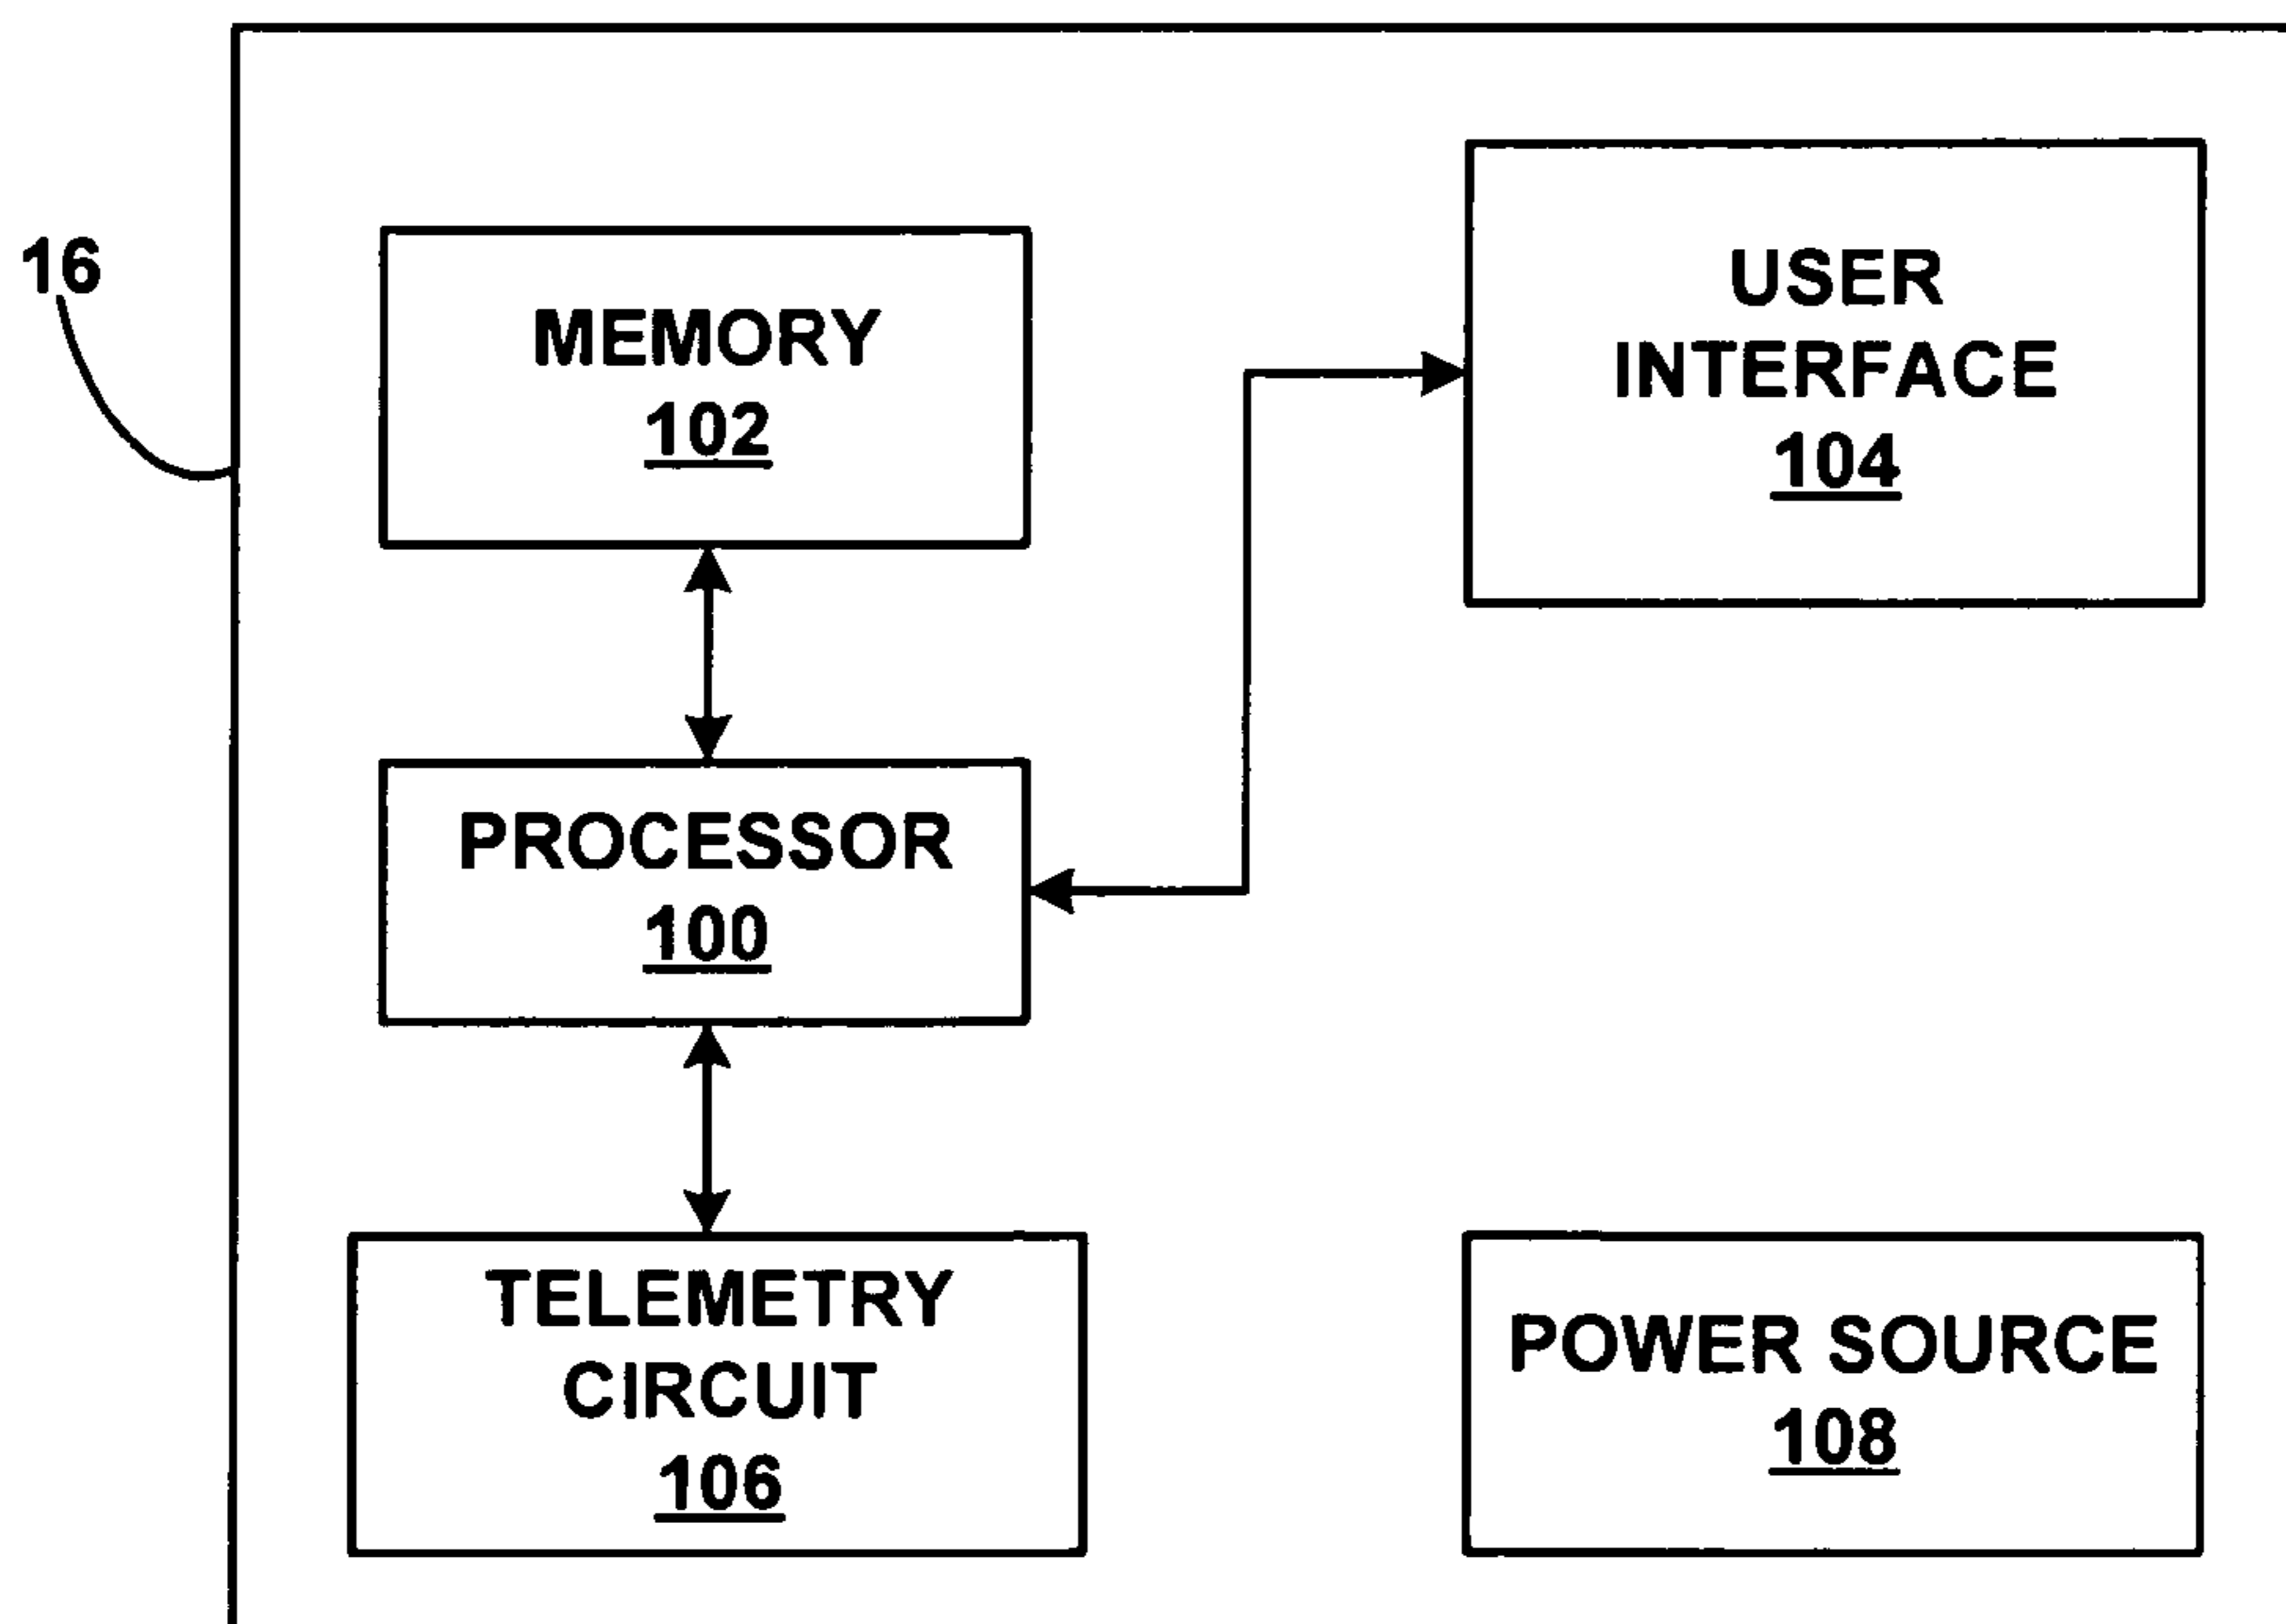 16
MEMORY
102
USER
INTERFACE
104
PROCESSOR
100
TELEMETRY
CIRCUIT
106
POWER SOURCE
108